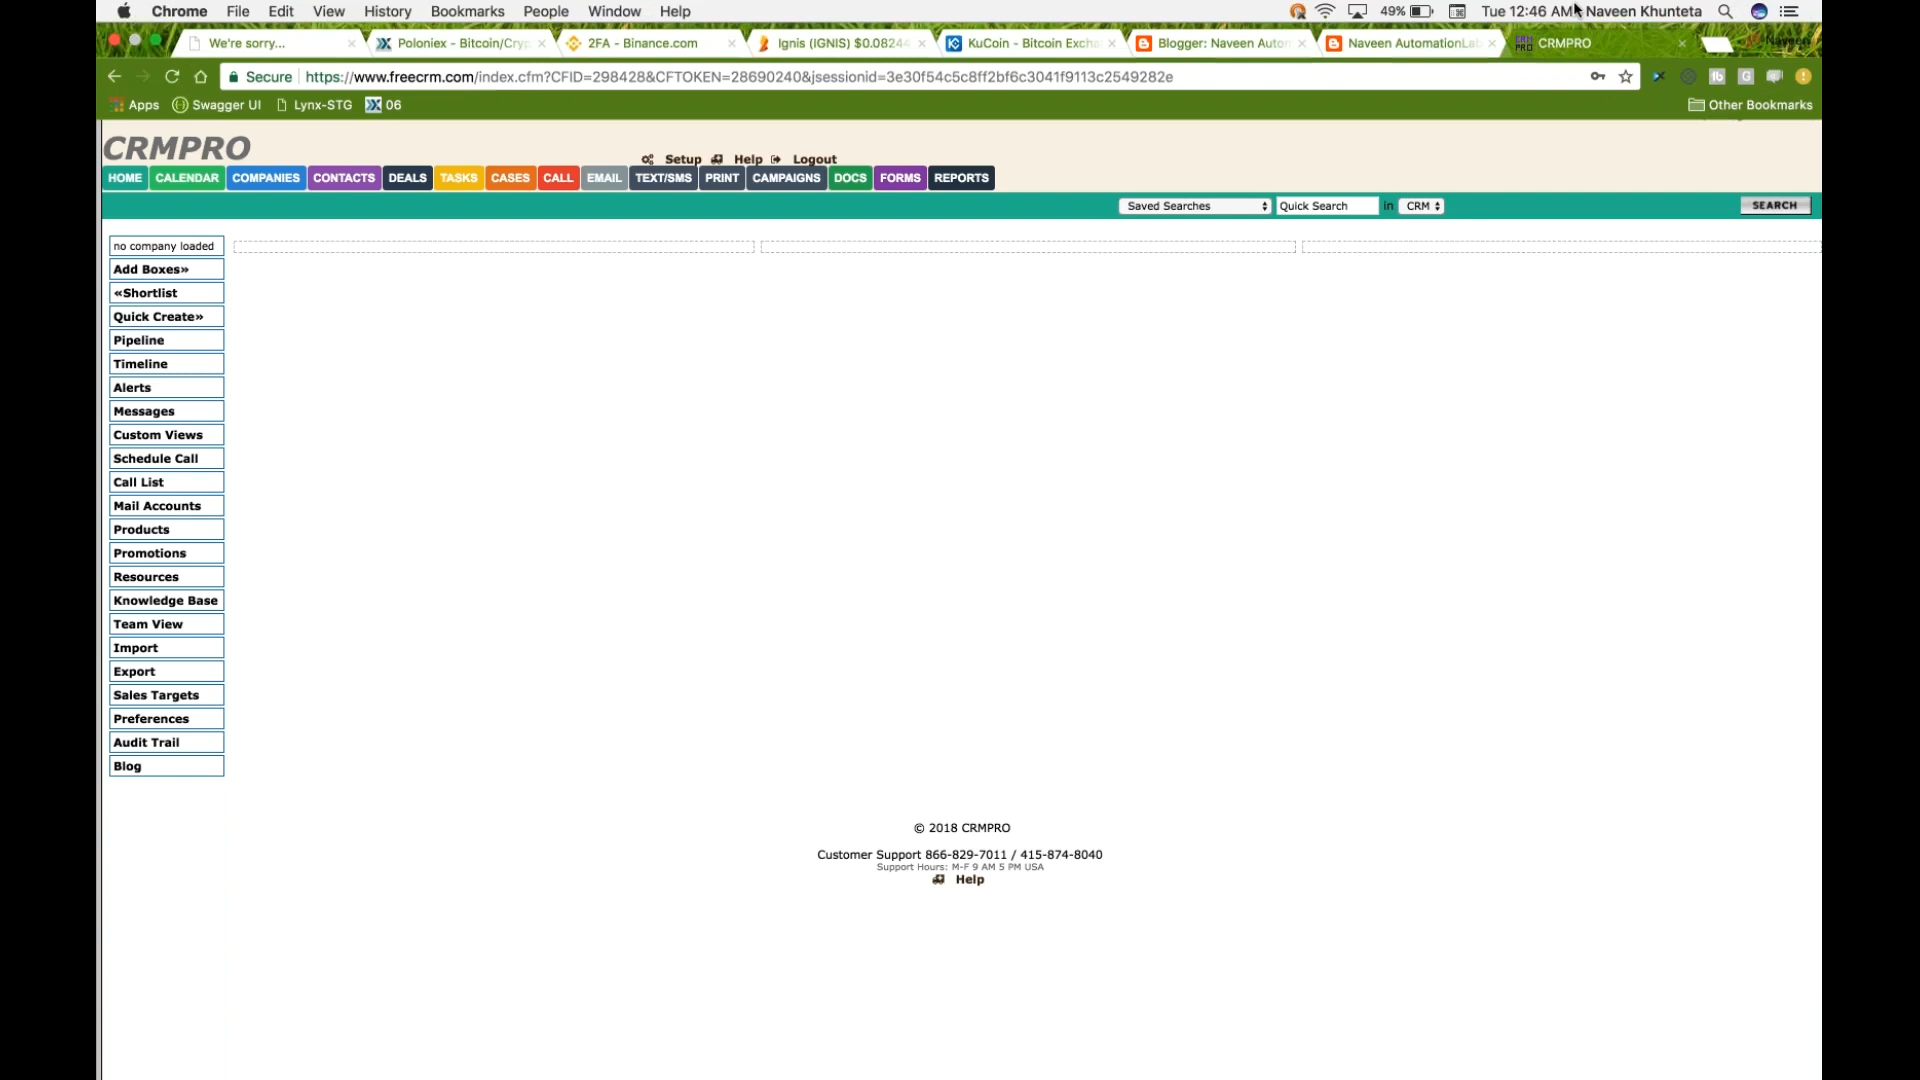 Chrome File Edit View History Bookmarks People Window Help 49% Tue 12:46 AM Naveen Khunteta
We're sorry... Poloniex - Bitcoin/Cryp 2FA - Binance.com Ignis (IGNIS) $0.08244 KuCoin - Bitcoin Excha Blogger: Naveen Auton Naveen AutomationLab CRMPRO Naveen
Secure https://www.freecrm.com/index.cfm?CFID=298428&CFTOKEN=28690240&jsessionid=3e30f54c5c8ff2bf6c3041f9113c2549282e
Apps Swagger UI Lynx-STG 06 Other Bookmarks
CRMPRO
Setup Help Logout
HOME CALENDAR COMPANIES CONTACTS DEALS TASKS CASES CALL EMAIL TEXT/SMS PRINT CAMPAIGNS DOCS FORMS REPORTS
Saved Searches Quick Search in CRM SEARCH
no company loaded
Add Boxes»
«Shortlist
Quick Create»
Pipeline
Timeline
Alerts
Messages
Custom Views
Schedule Call
Call List
Mail Accounts
Products
Promotions
Resources
Knowledge Base
Team View
Import
Export
Sales Targets
Preferences
Audit Trail
Blog
© 2018 CRMPRO
Customer Support 866-829-7011 / 415-874-8040
Support Hours: M-F 9 AM 5 PM USA
Help